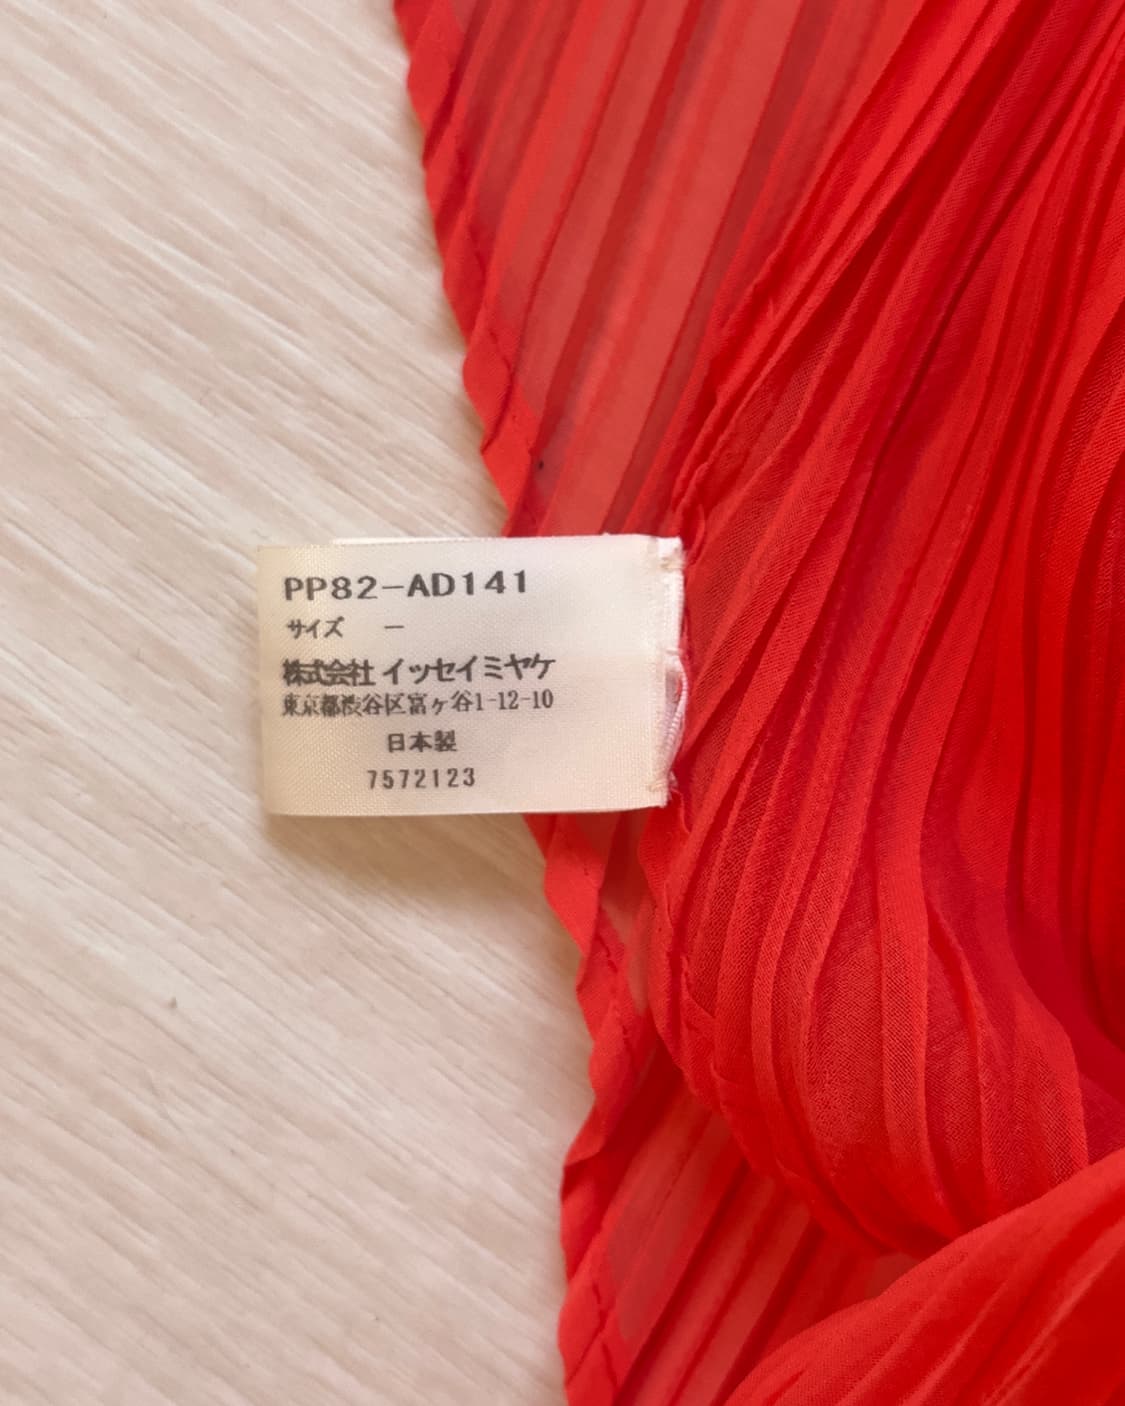 PP82-AD141
サイズ －
株式会社 イッセイミヤケ
東京都渋谷区富ヶ谷1-12-10
日本製
7572123